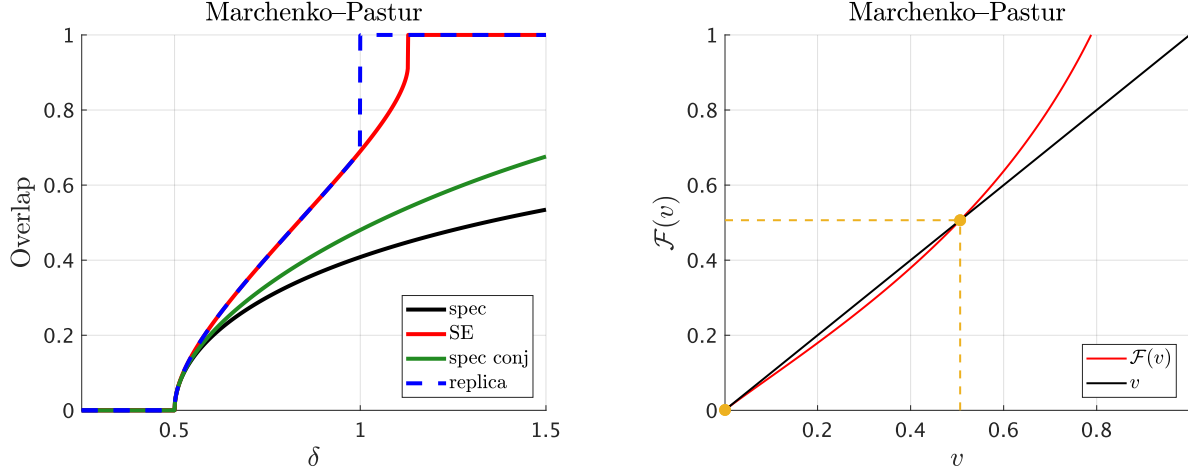 Marchenko–Pastur
Overlap
1
0.8
0.6
0.4
0.2
0
0.5
1
1.5
δ
spec
SE
spec conj
replica
Marchenko–Pastur
F(v)
1
0.8
0.6
0.4
0.2
0
0.2
0.4
0.6
0.8
v
F(v)
v